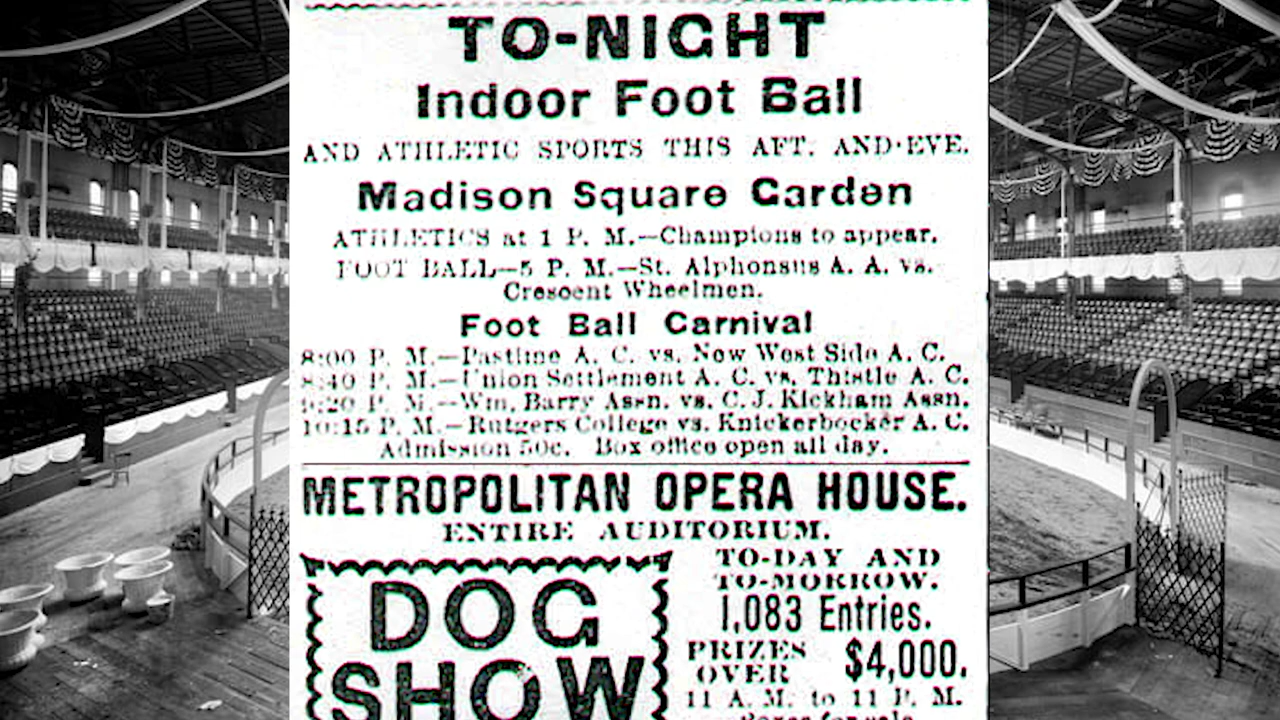 TO-NIGHT
Indoor Foot Ball
AND ATHLETIC SPORTS THIS AFT. AND·EVE.
Madison Square Garden
ATHLETICS at 1 P. M.—Champions to appear.
FOOT BALL—5 P. M.—St. Alphonsus A. A. vs.
Crescent Wheelmen.
Foot Ball Carnival
8:00 P. M.—Pastime A. C. vs. New West Side A. C.
8:40 P. M.—Union Settlement A. C. vs. Thistle A. C.
9:20 P. M.—Wm. Barry Assn. vs. C. J. Kickham Assn.
10:15 P. M.—Rutgers College vs. Knickerbocker A. C.
Admission 50c. Box office open all day.
METROPOLITAN OPERA HOUSE.
ENTIRE AUDITORIUM.
DOG
SHOW
TO-DAY AND
TO-MORROW.
1,083 Entries.
PRIZES
OVER $4,000.
11 A. M. to 11 P. M.
Boxes for sale